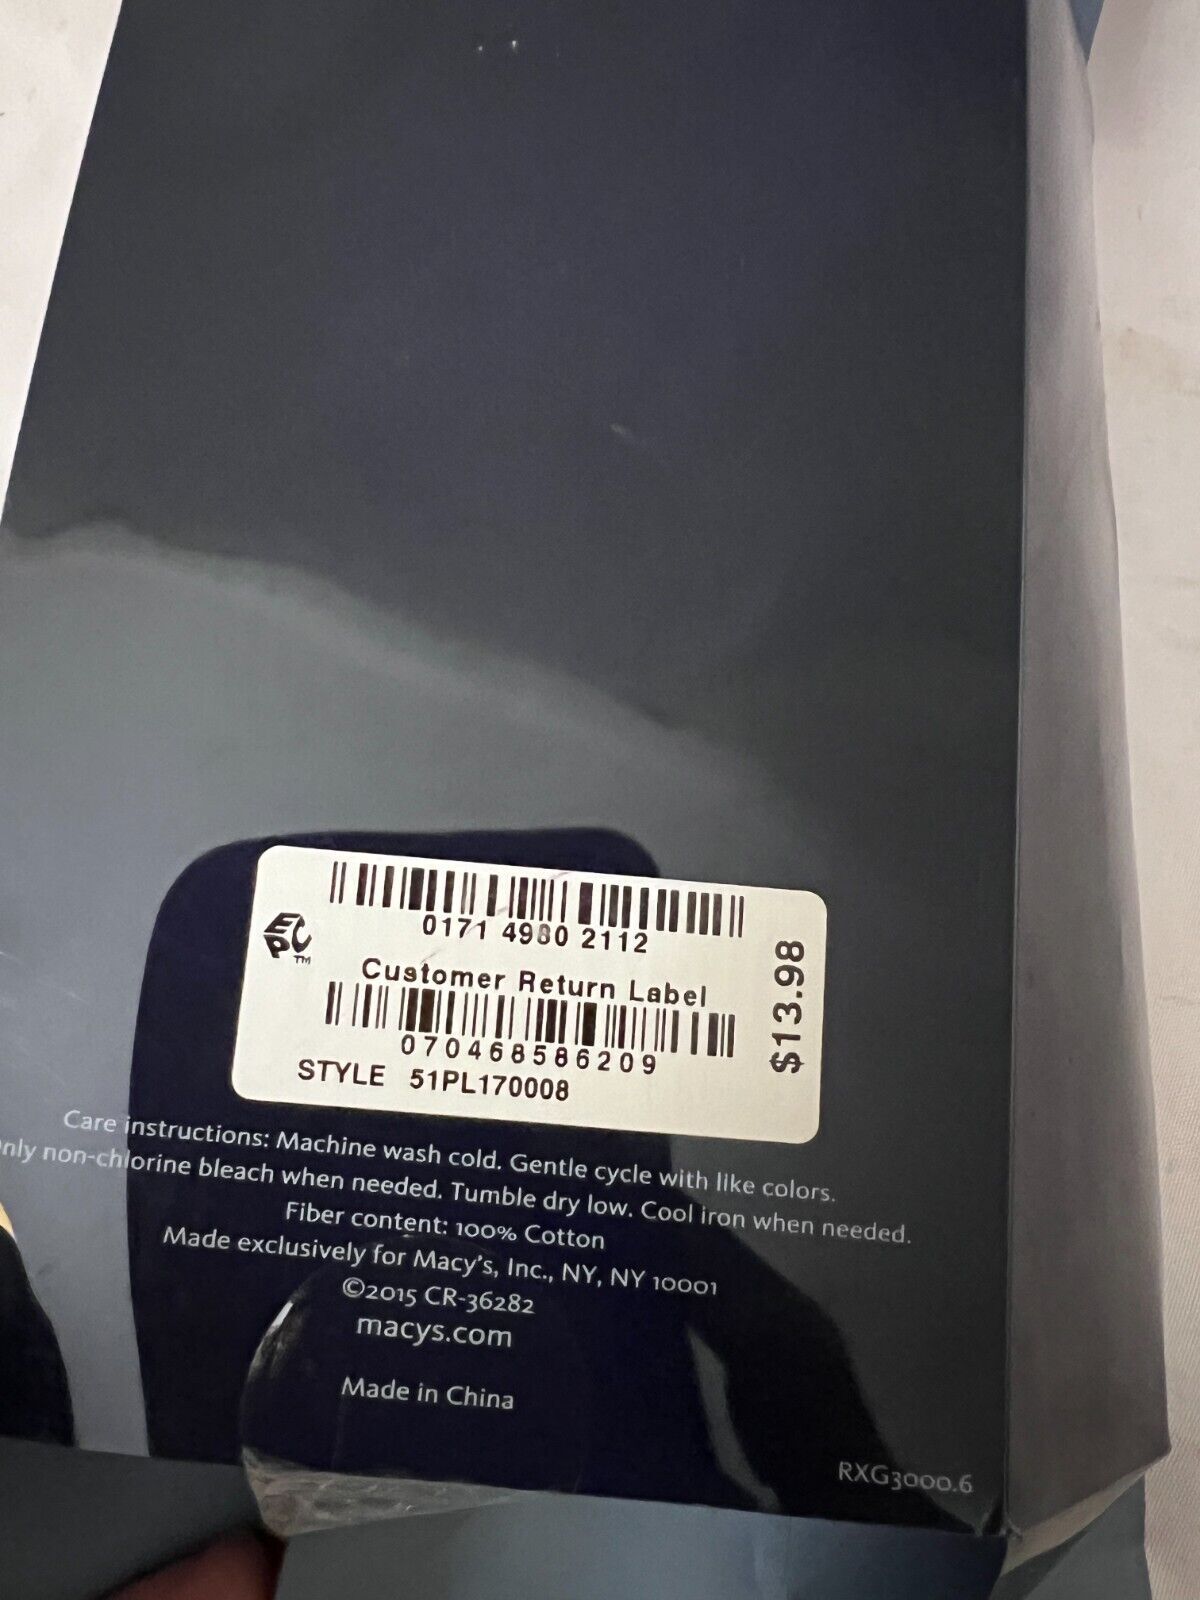 0171 4980 2112
ECPC™
Customer Return Label
$13.98
070468586209
STYLE 51PL170008
Care instructions: Machine wash cold. Gentle cycle with like colors.
non-chlorine bleach when needed. Tumble dry low. Cool iron when needed.
Fiber content: 100% Cotton
Made exclusively for Macy's, Inc., NY, NY 10001
©2015 CR-36282
macys.com
Made in China
RXG3000.6